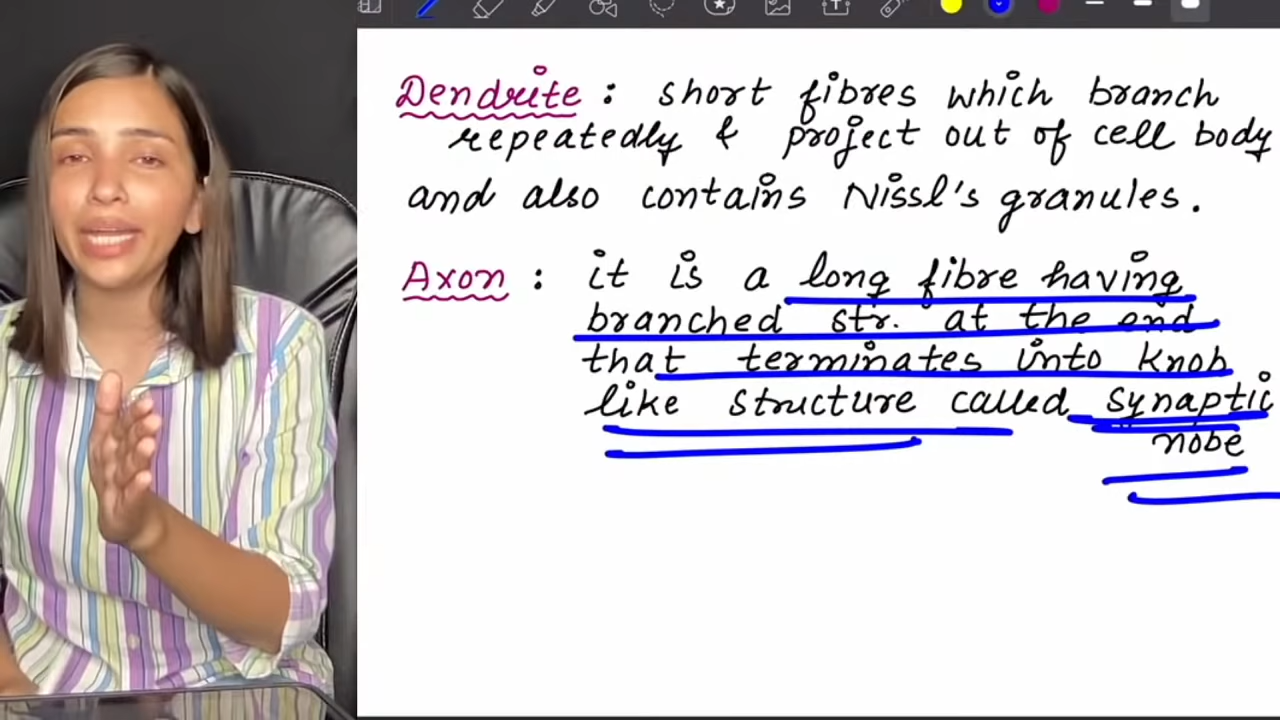 Dendrite : short fibres which branch
repeatedly & project out of cell body
and also contains Nissl's granules.
Axon : it is a long fibre having
branched str. at the end
that terminates into knob
like structure called synaptic
nobe